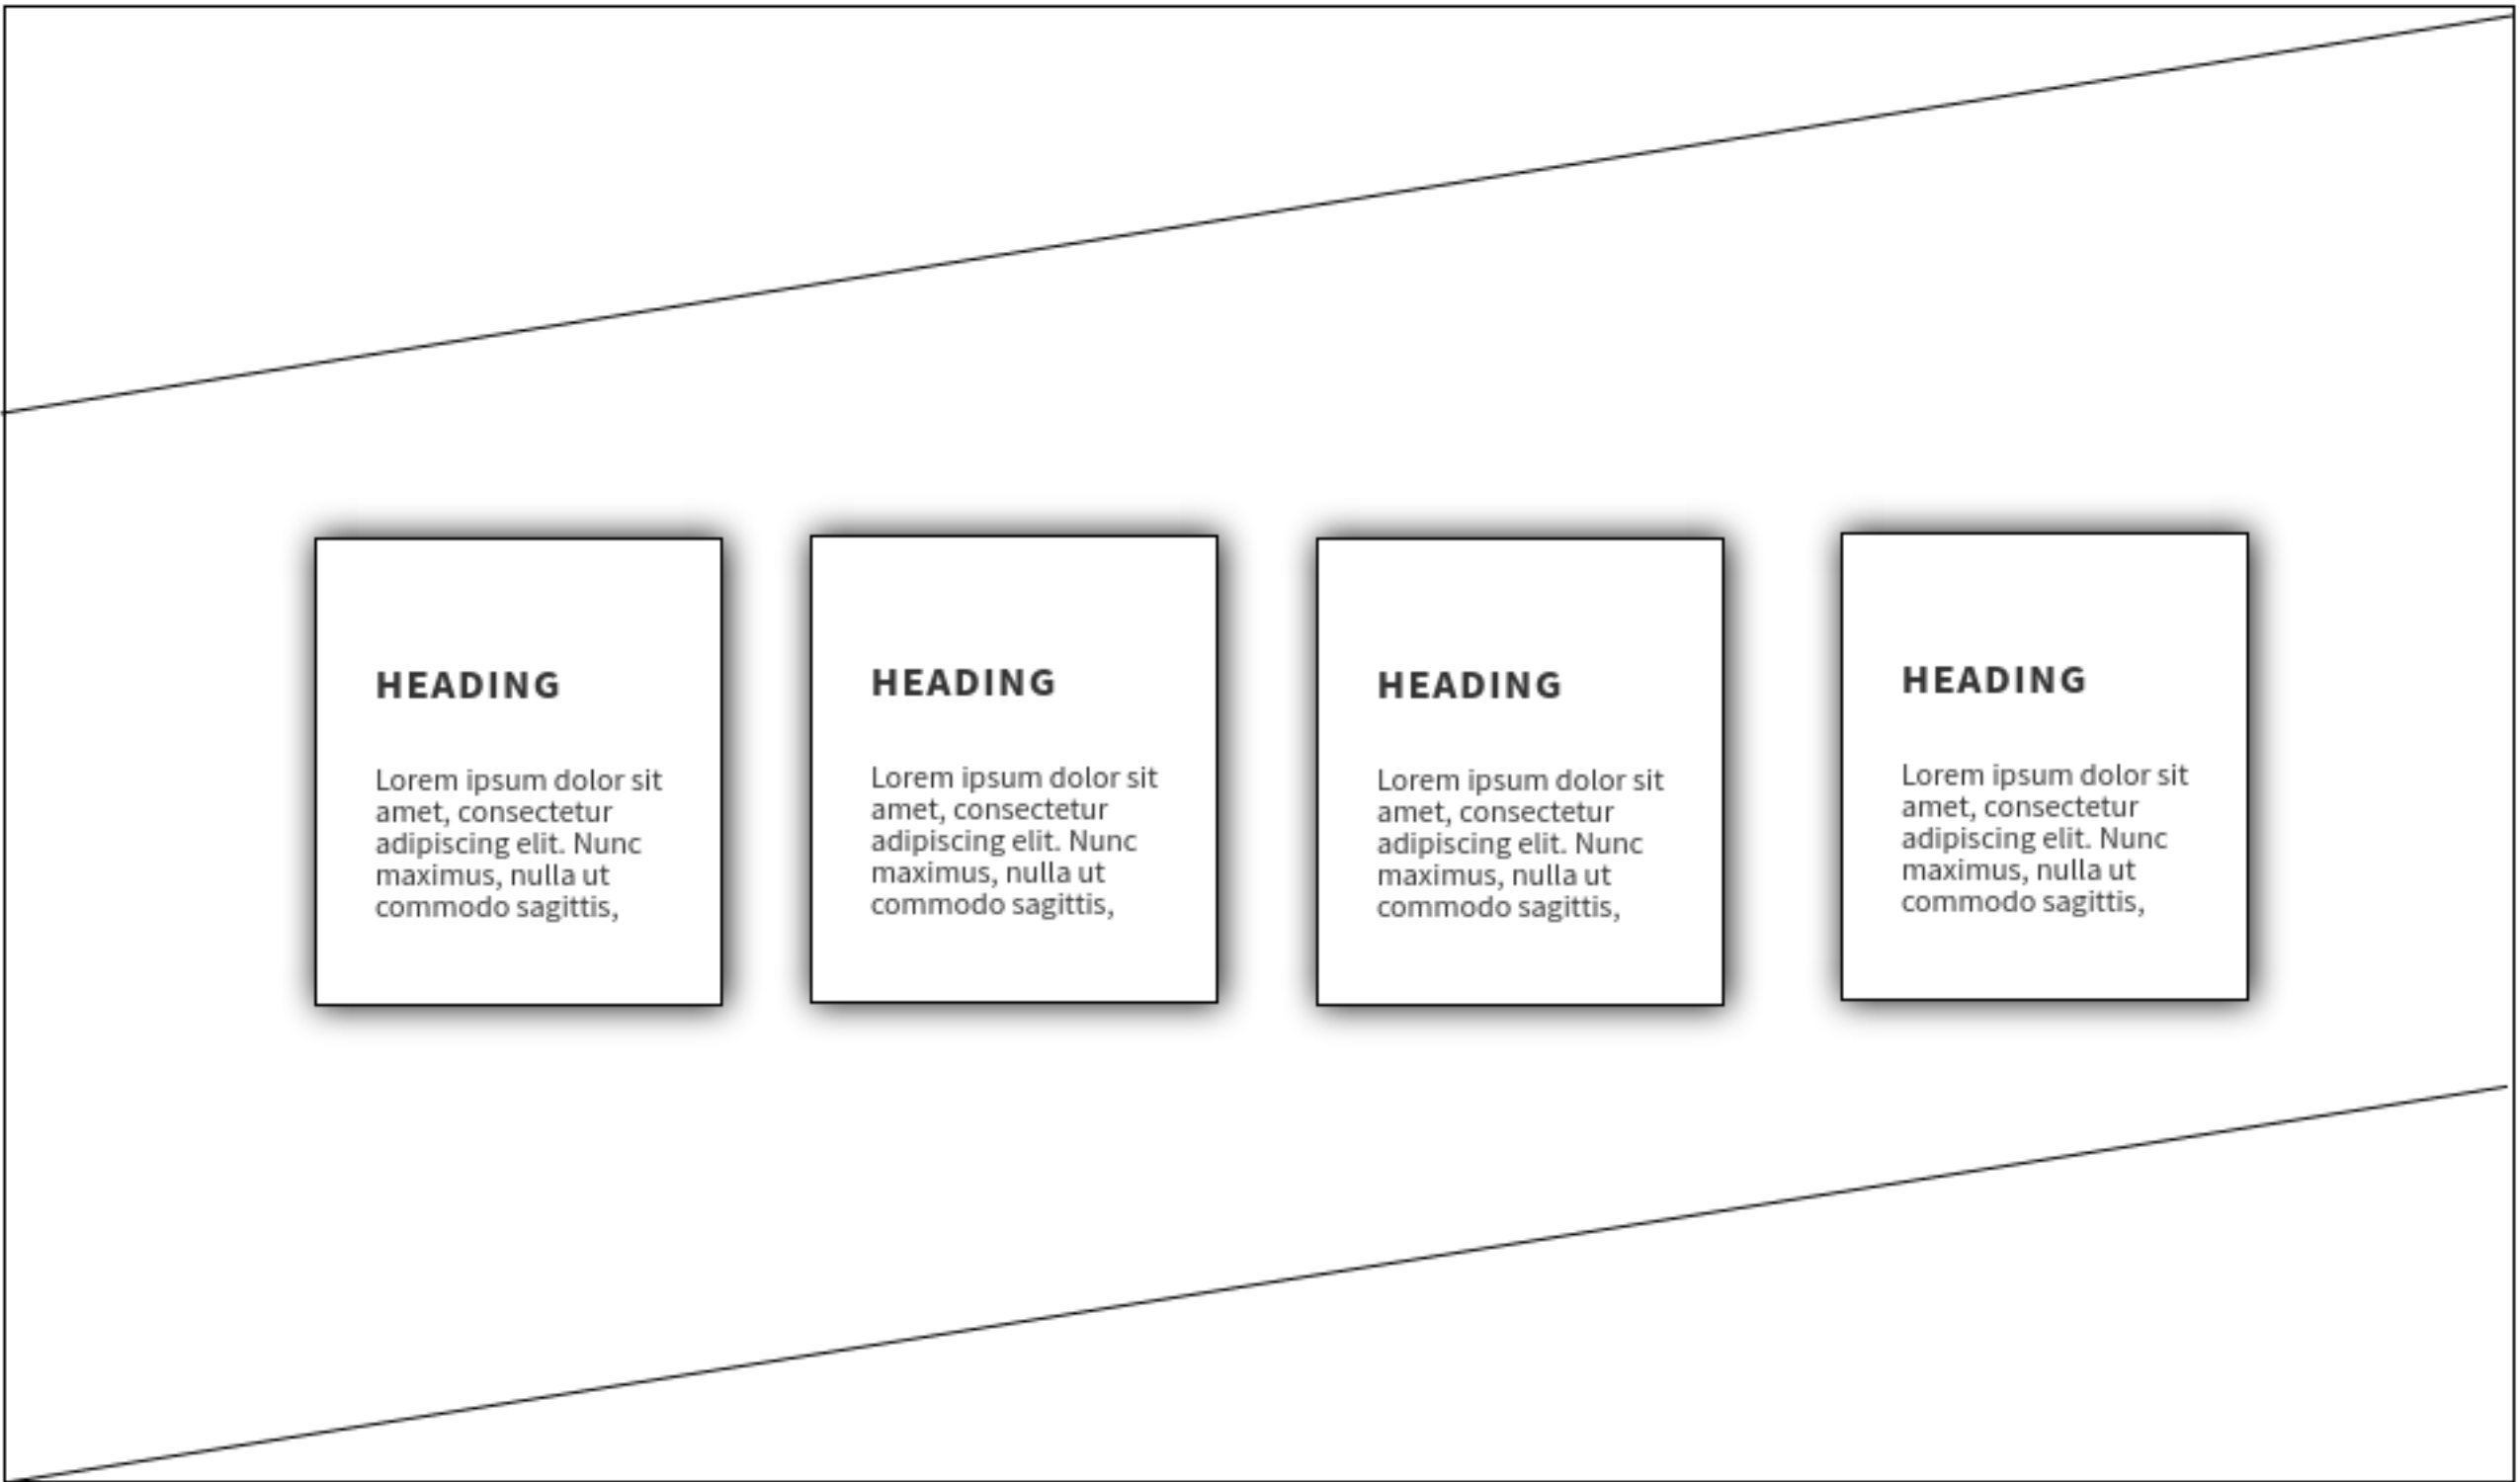 HEADING
Lorem ipsum dolor sit
amet, consectetur
adipiscing elit. Nunc
maximus, nulla ut
commodo sagittis,
HEADING
Lorem ipsum dolor sit
amet, consectetur
adipiscing elit. Nunc
maximus, nulla ut
commodo sagittis,
HEADING
Lorem ipsum dolor sit
amet, consectetur
adipiscing elit. Nunc
maximus, nulla ut
commodo sagittis,
HEADING
Lorem ipsum dolor sit
amet, consectetur
adipiscing elit. Nunc
maximus, nulla ut
commodo sagittis,